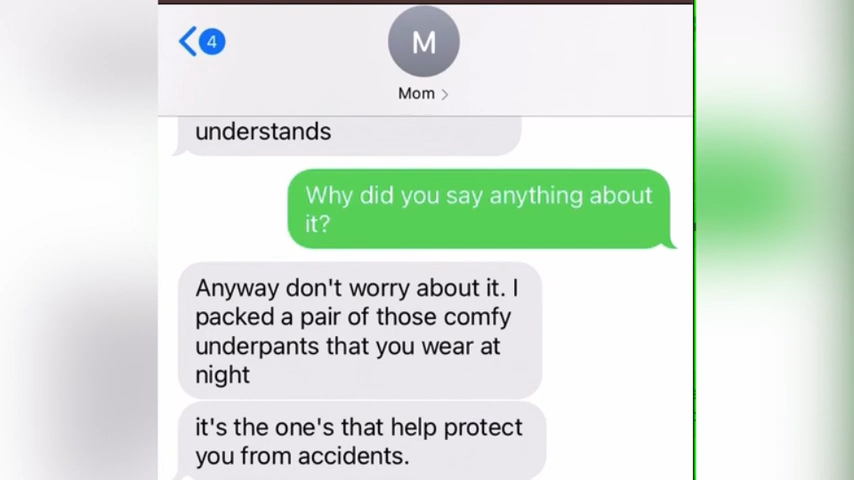 4
M
Mom >
understands
Why did you say anything about
it?
Anyway don't worry about it. I
packed a pair of those comfy
underpants that you wear at
night
it's the one's that help protect
you from accidents.